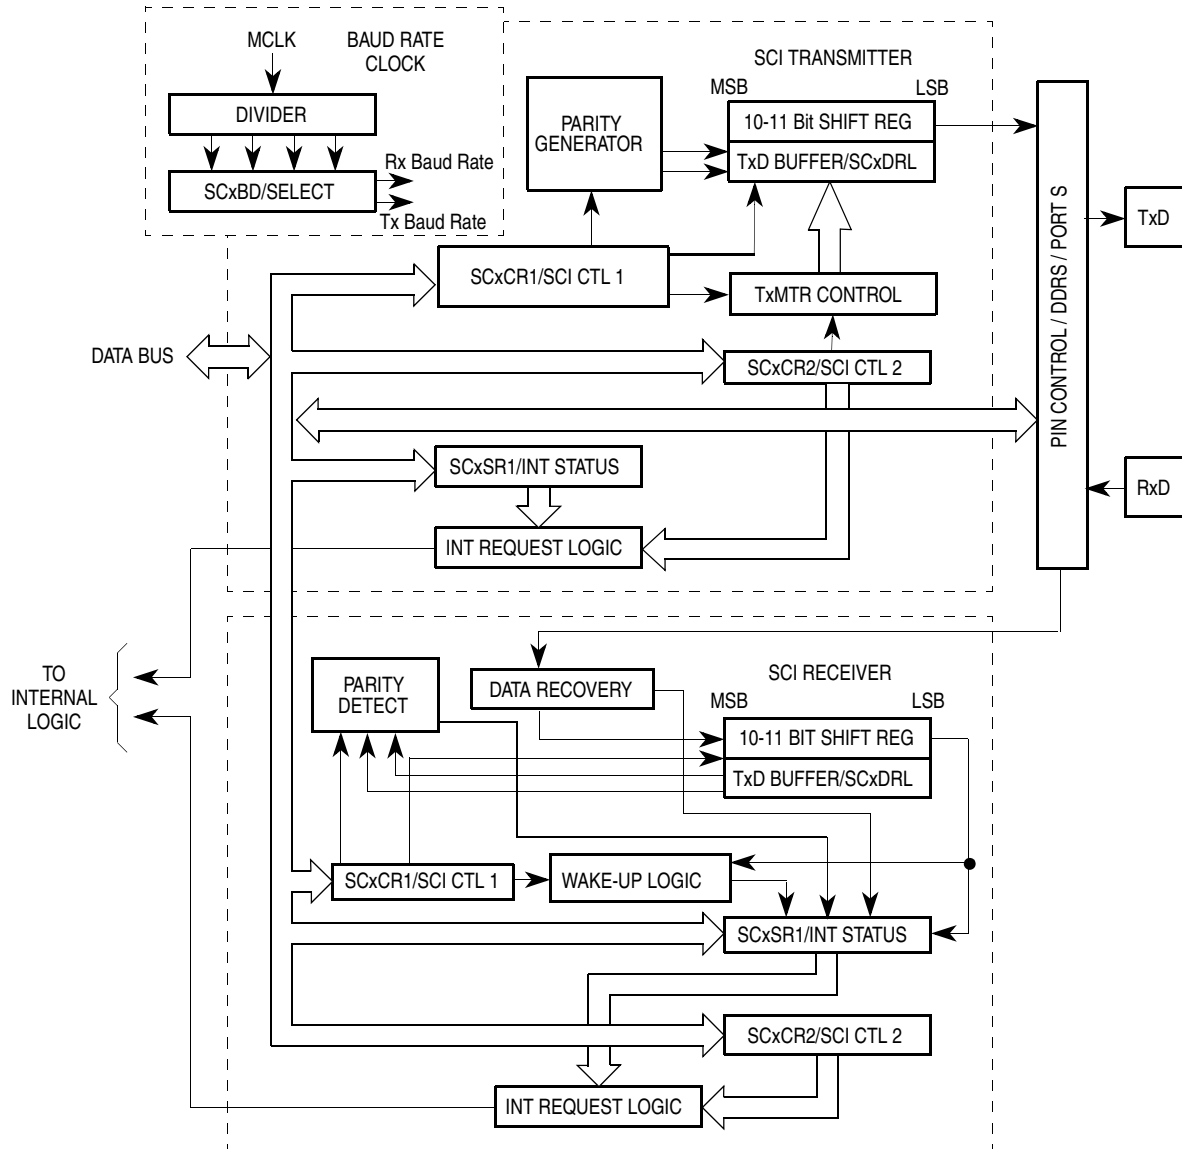 MCLK
BAUD RATE
CLOCK
DIVIDER
SCxBD/SELECT
Rx Baud Rate
Tx Baud Rate
SCI TRANSMITTER
MSB
LSB
PARITY
GENERATOR
10-11 Bit SHIFT REG
TxD BUFFER/SCxDRL
SCxCR1/SCI CTL 1
TxMTR CONTROL
DATA BUS
SCxCR2/SCI CTL 2
PIN CONTROL / DDRS / PORT S
TxD
RxD
SCxSR1/INT STATUS
INT REQUEST LOGIC
TO
INTERNAL
LOGIC
SCI RECEIVER
PARITY
DETECT
DATA RECOVERY
MSB
LSB
10-11 BIT SHIFT REG
TxD BUFFER/SCxDRL
SCxCR1/SCI CTL 1
WAKE-UP LOGIC
SCxSR1/INT STATUS
SCxCR2/SCI CTL 2
INT REQUEST LOGIC